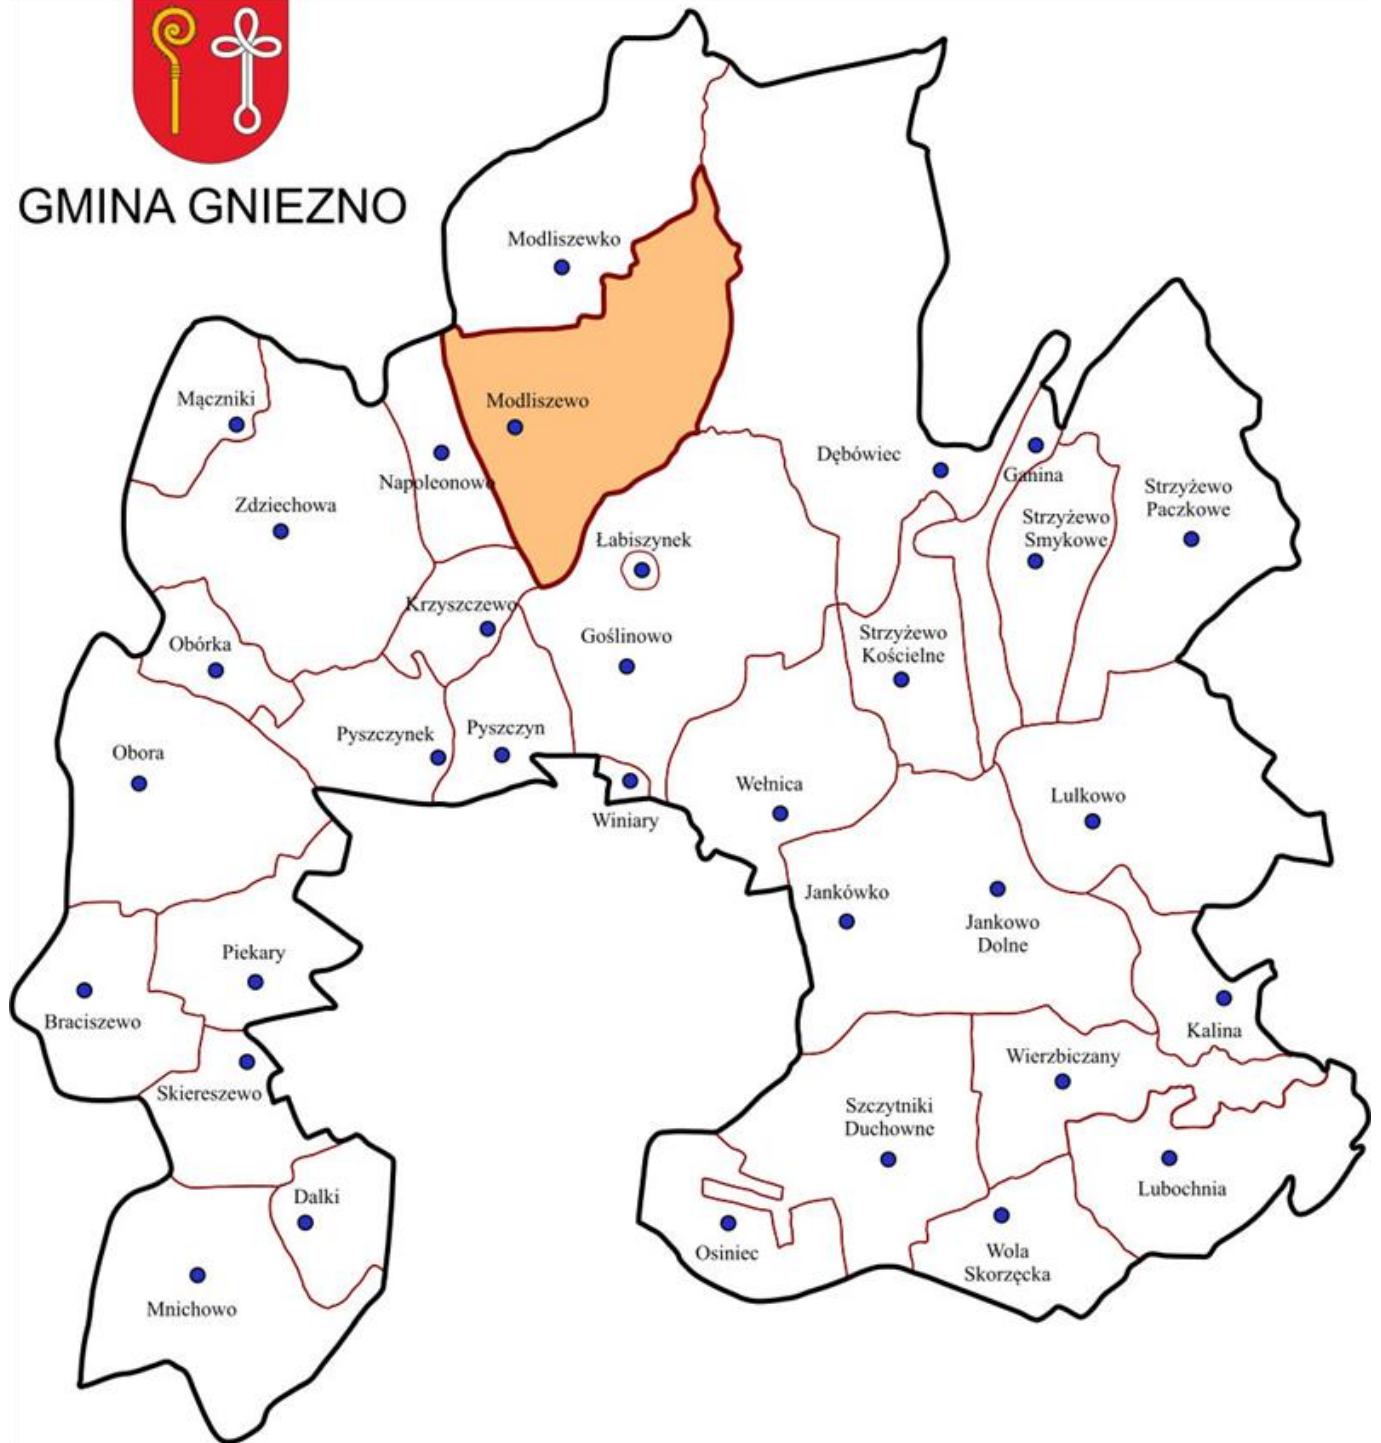 GMINA GNIEZNO
Modliszewko
Mączniki
Modliszewo
Napoleonowo
Dębówiec
Ganina
Strzyżewo
Paczkowe
Zdziechowa
Strzyżewo
Smykowe
Łabiszynek
Krzyszczewo
Goślinowo
Obórka
Strzyżewo
Kościelne
Pyszczynek
Pyszczyn
Obora
Wełnica
Lulkowo
Winiary
Jankówko
Jankowo
Dolne
Piekary
Braciszewo
Kalina
Wierzbiczany
Skiereszewo
Szczytniki
Duchowne
Lubochnia
Dalki
Osiniec
Wola
Skorzęcka
Mnichowo